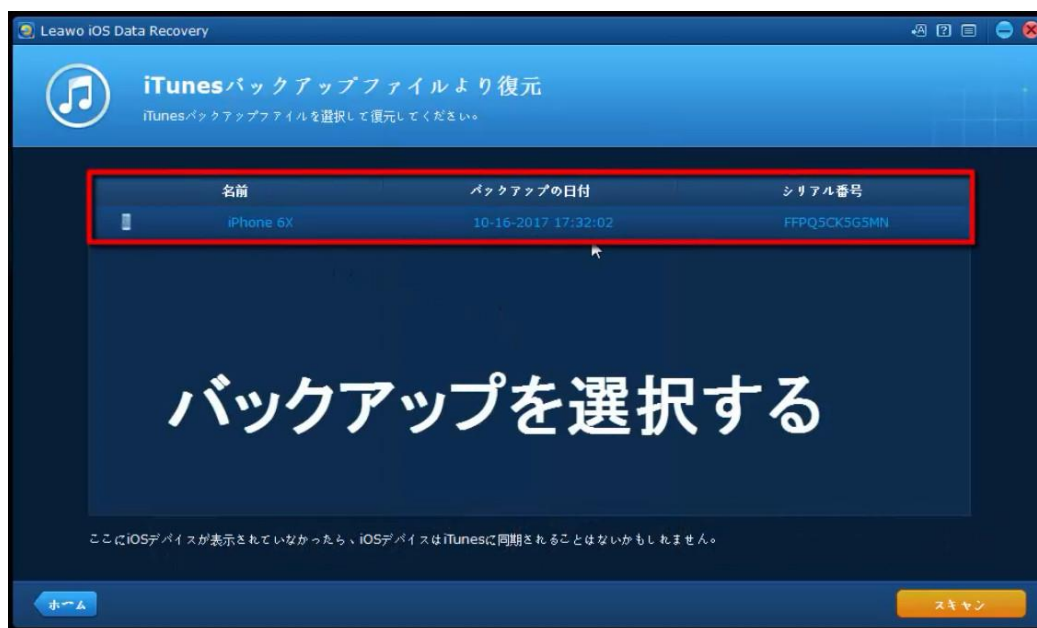 Leawo iOS Data Recovery
iTunesバックアップファイルより復元
iTunesバックアップファイルを選択して復元してください。
名前 バックアップの日付 シリアル番号
iPhone 6X 10-16-2017 17:32:02 FFPQ5CK5G5MN
バックアップを選択する
ここにiOSデバイスが表示されていなかったら、iOSデバイスはiTunesに同期されることはないかもしれません。
ホーム スキャン